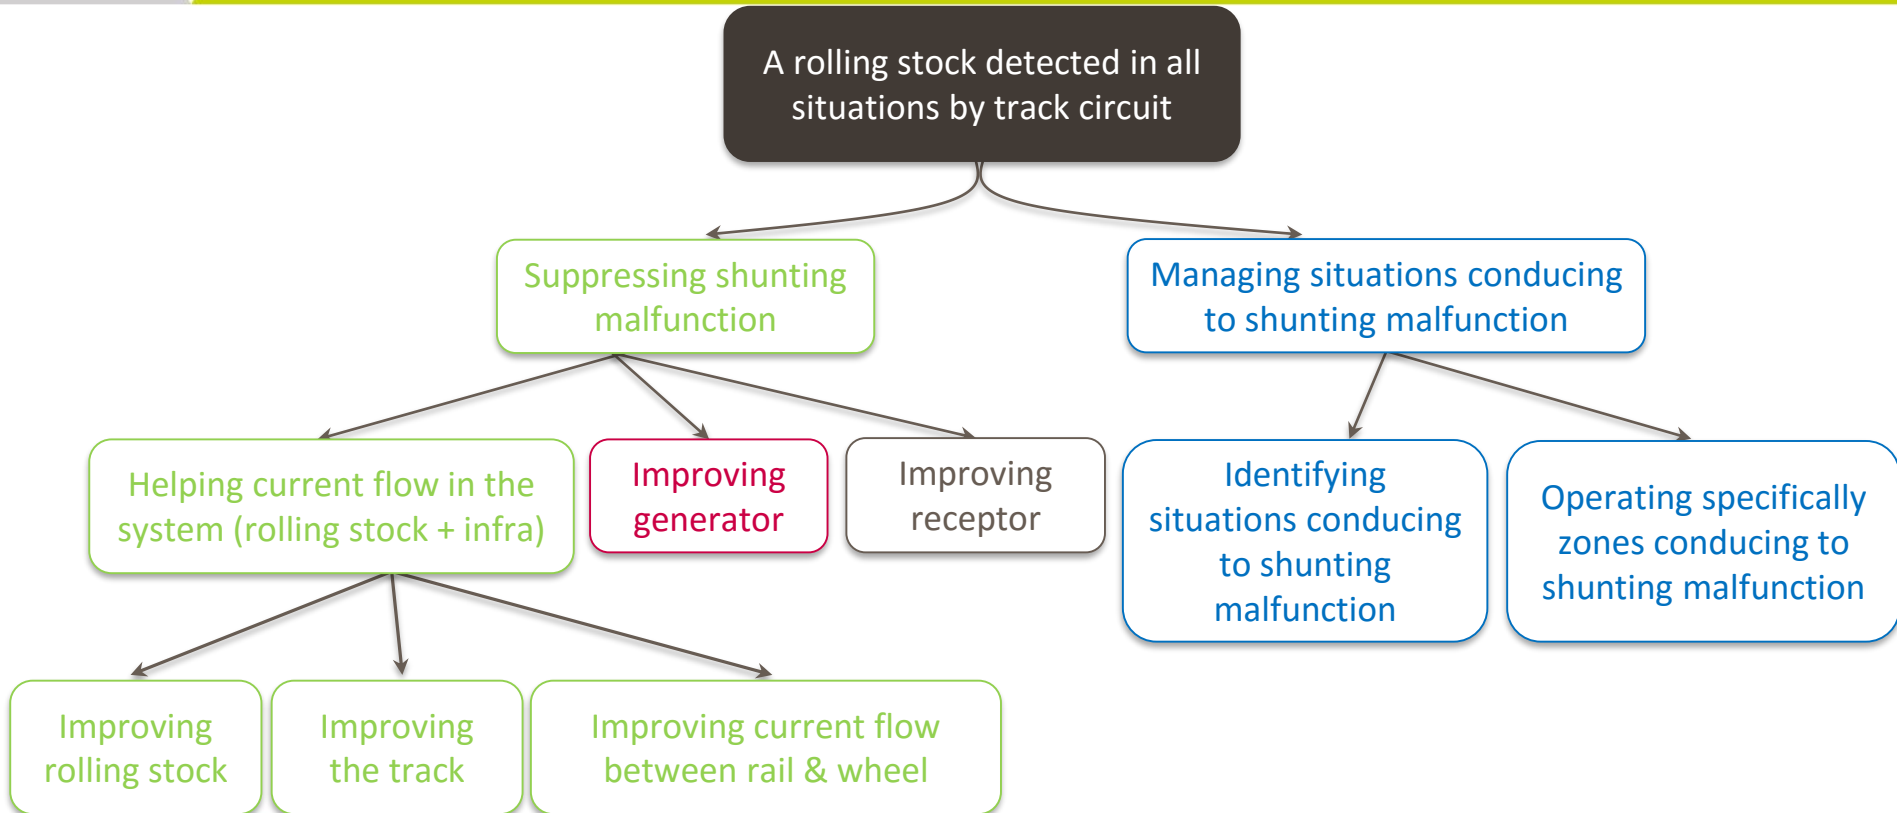 A rolling stock detected in all
situations by track circuit
Suppressing shunting
malfunction
Managing situations conducing
to shunting malfunction
Helping current flow in the
system (rolling stock + infra)
Improving
generator
Improving
receptor
Identifying
situations conducing
to shunting
malfunction
Operating specifically
zones conducing to
shunting malfunction
Improving
rolling stock
Improving
the track
Improving current flow
between rail & wheel